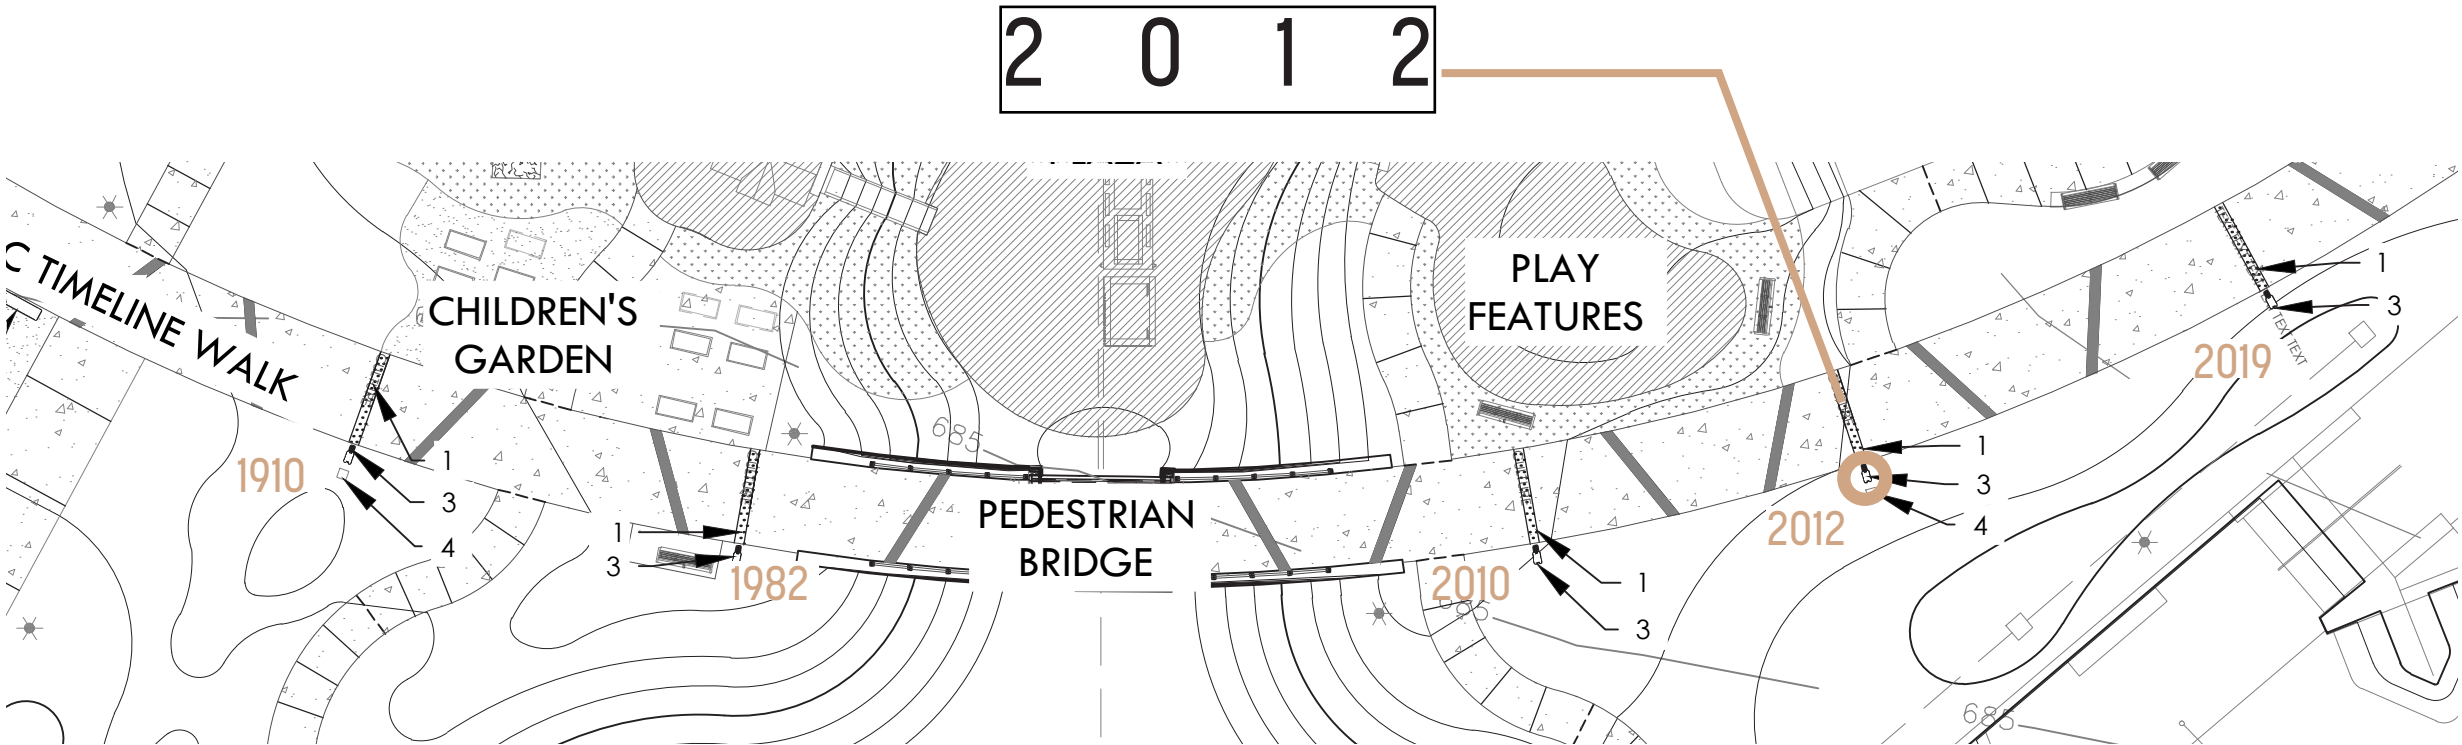 2 0 1 2
C TIMELINE WALK
CHILDREN'S
GARDEN
PLAY
FEATURES
PEDESTRIAN
BRIDGE
1910
1
3
4
1
3
1982
685
2010
1
3
2012
1
3
4
2019
1
3
TEXT TEXT
685